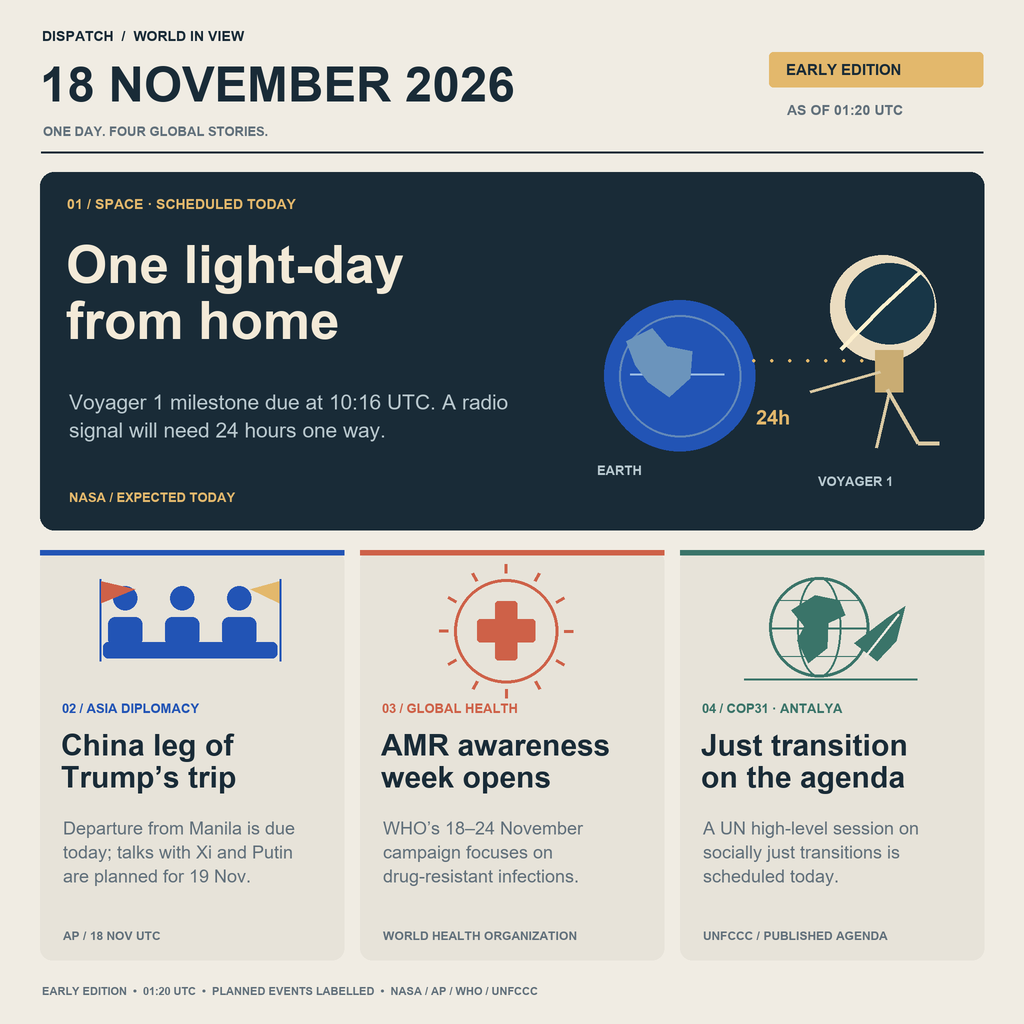 DISPATCH / WORLD IN VIEW
18 NOVEMBER 2026
ONE DAY. FOUR GLOBAL STORIES.
EARLY EDITION
AS OF 01:20 UTC
01 / SPACE · SCHEDULED TODAY
One light-day
from home
Voyager 1 milestone due at 10:16 UTC. A radio
signal will need 24 hours one way.
NASA / EXPECTED TODAY
24h
EARTH
VOYAGER 1
02 / ASIA DIPLOMACY
China leg of
Trump’s trip
Departure from Manila is due
today; talks with Xi and Putin
are planned for 19 Nov.
AP / 18 NOV UTC
03 / GLOBAL HEALTH
AMR awareness
week opens
WHO’s 18–24 November
campaign focuses on
drug-resistant infections.
WORLD HEALTH ORGANIZATION
04 / COP31 · ANTALYA
Just transition
on the agenda
A UN high-level session on
socially just transitions is
scheduled today.
UNFCCC / PUBLISHED AGENDA
EARLY EDITION • 01:20 UTC • PLANNED EVENTS LABELLED • NASA / AP / WHO / UNFCCC